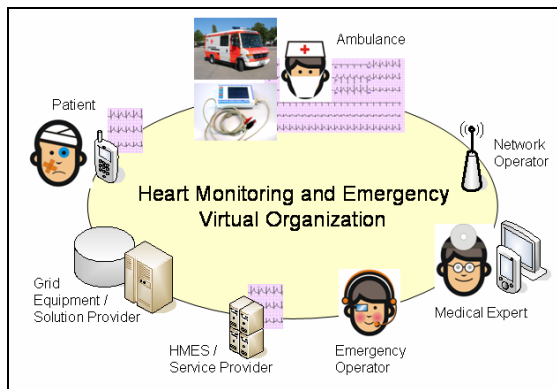 Ambulance
Patient
Network
Operator
Heart Monitoring and Emergency
Virtual Organization
Grid
Equipment /
Solution Provider
HMES /
Service Provider
Emergency
Operator
Medical Expert